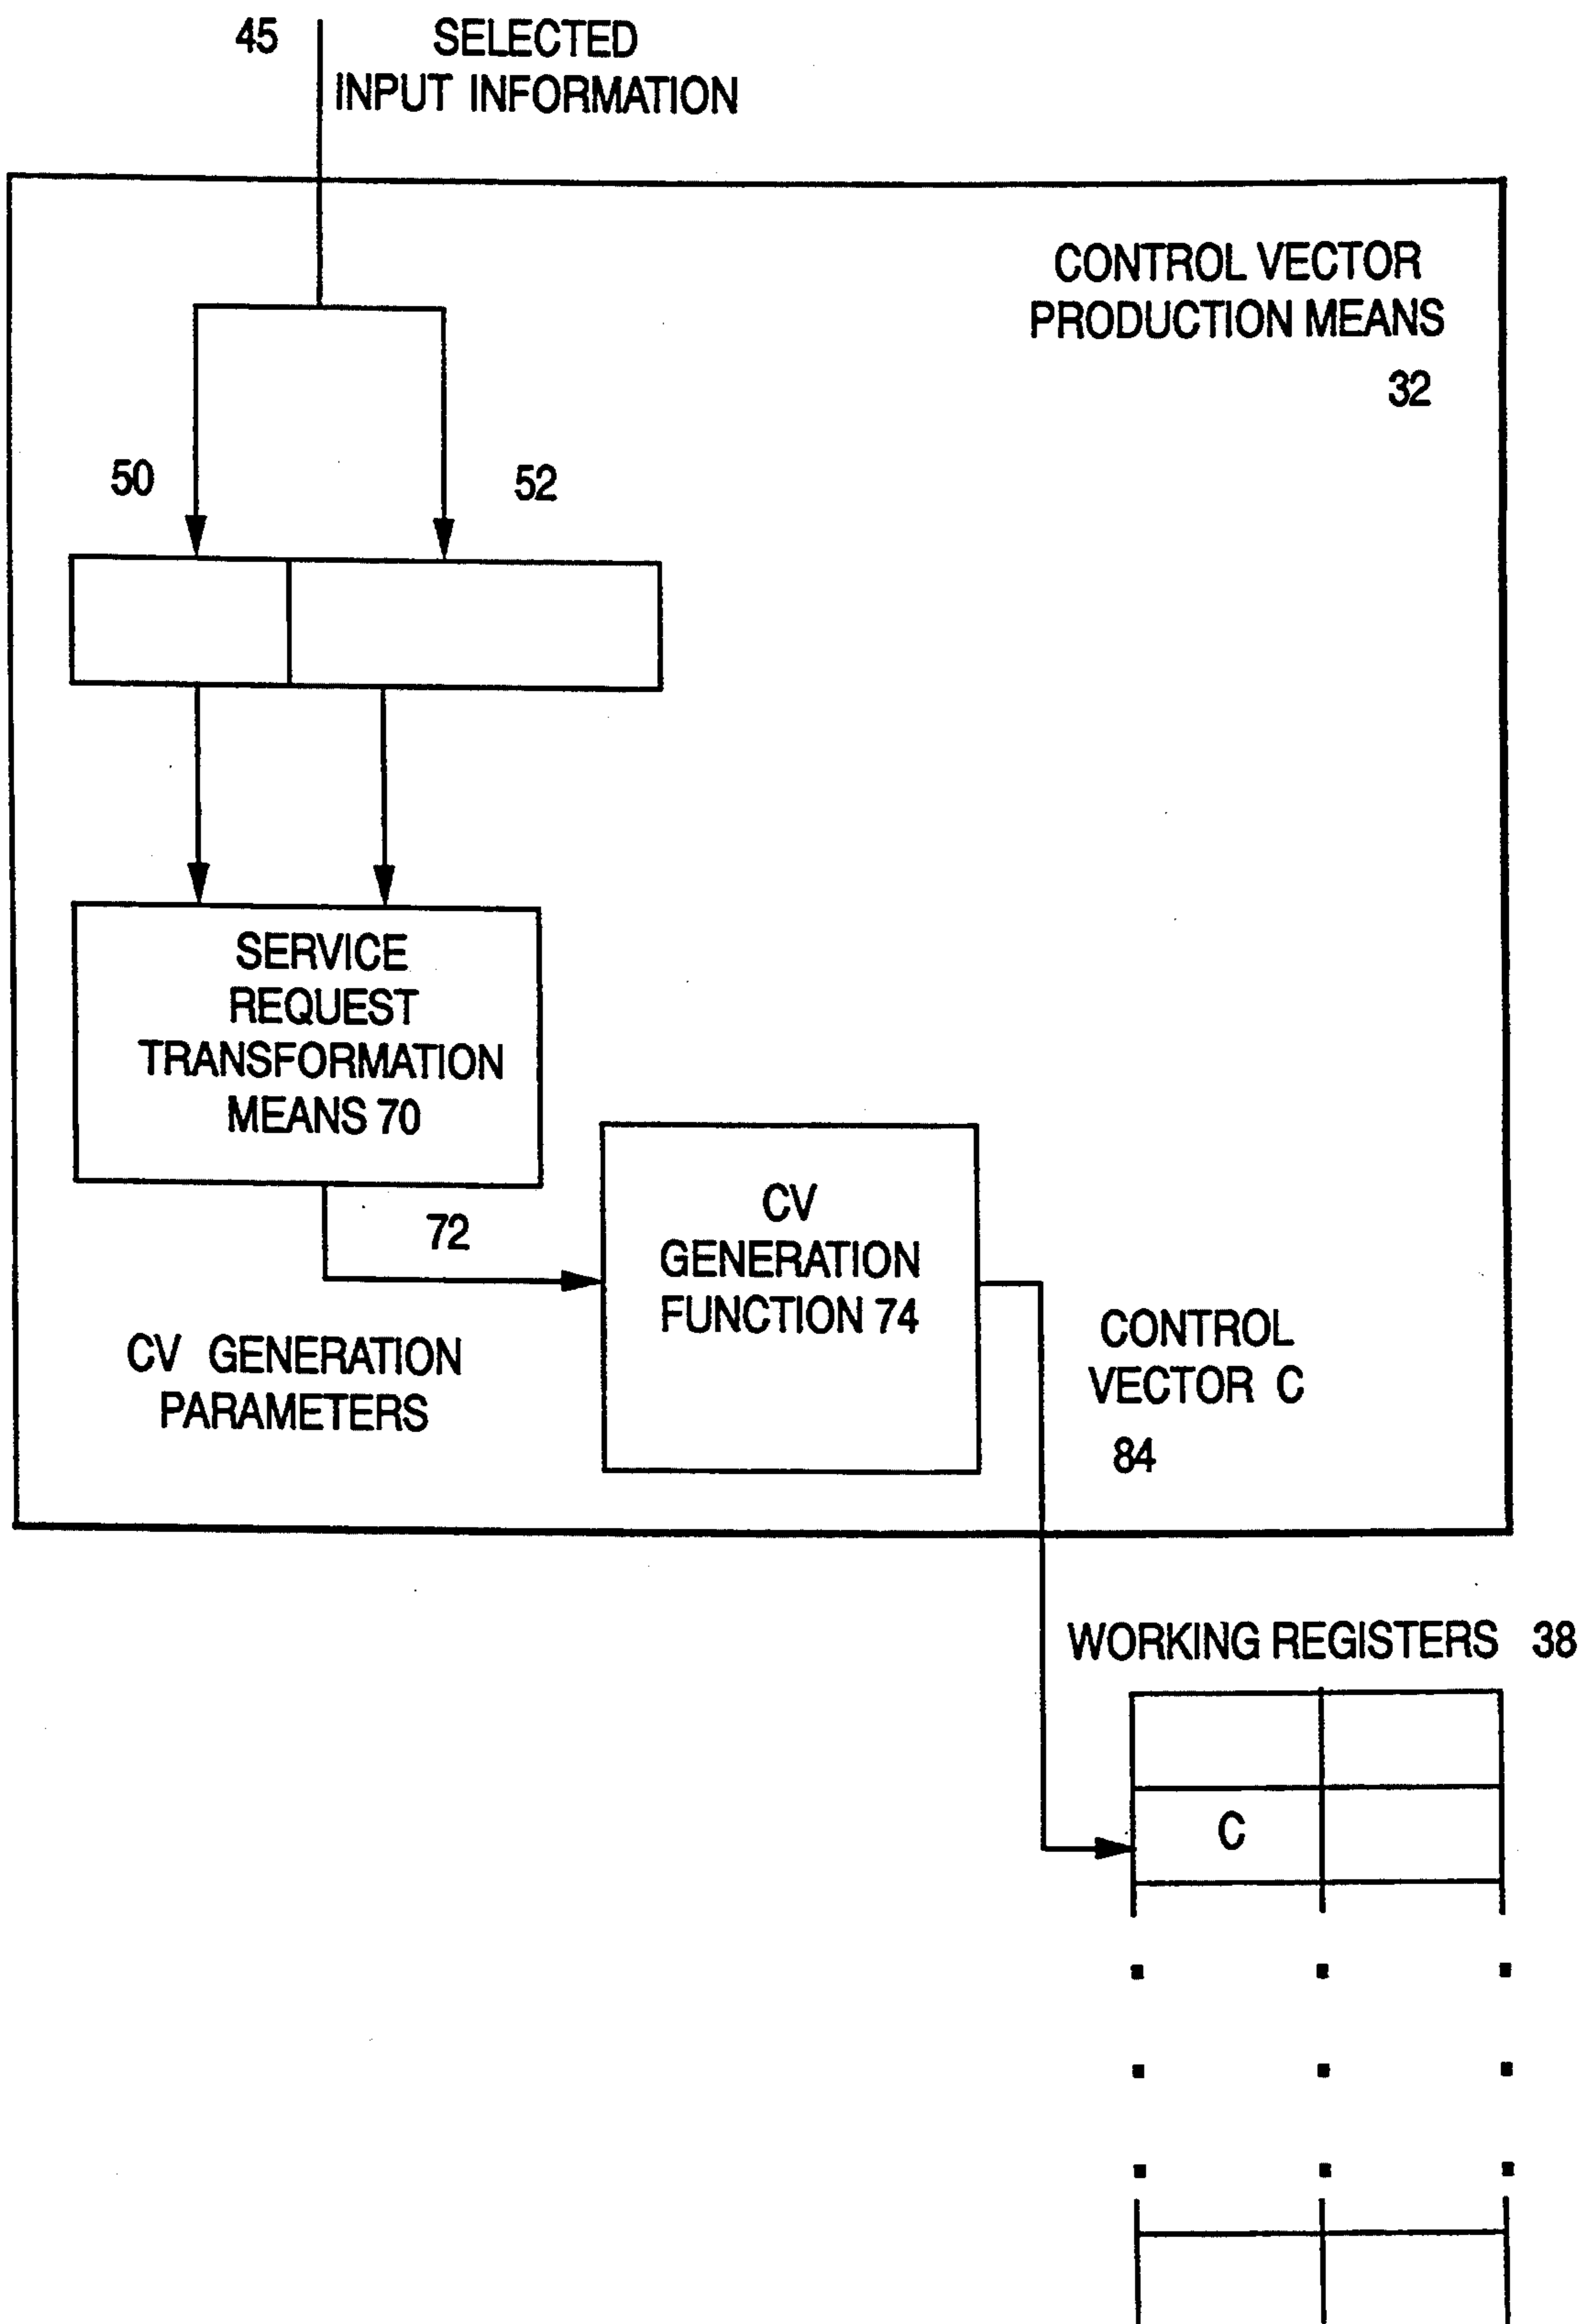 45
SELECTED
INPUT INFORMATION
CONTROL VECTOR
PRODUCTION MEANS
32
50
52
SERVICE
REQUEST
TRANSFORMATION
MEANS 70
72
CV
GENERATION
FUNCTION 74
CV GENERATION
PARAMETERS
CONTROL
VECTOR C
84
WORKING REGISTERS 38
C